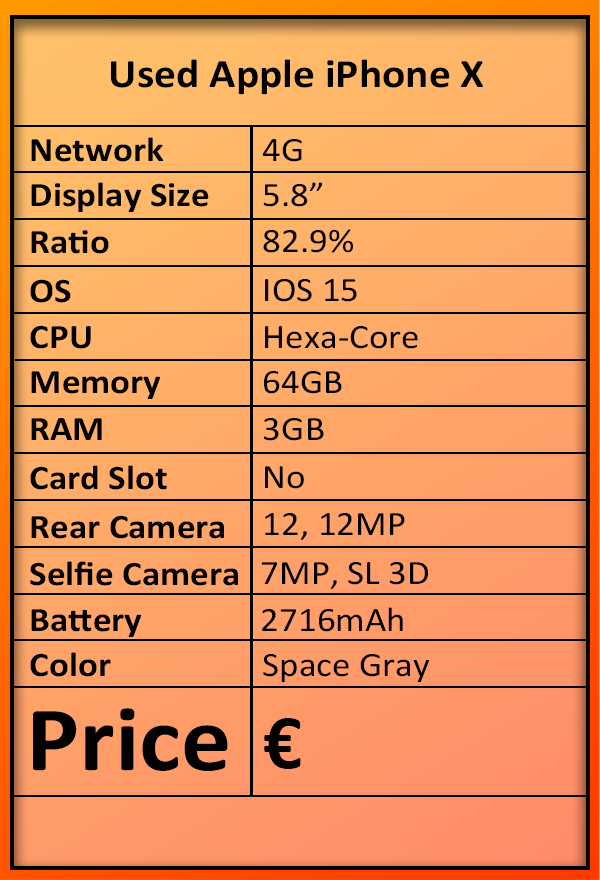 Used Apple iPhone X
Network 4G
Display Size 5.8”
Ratio 82.9%
OS IOS 15
CPU Hexa-Core
Memory 64GB
RAM 3GB
Card Slot No
Rear Camera 12, 12MP
Selfie Camera 7MP, SL 3D
Battery 2716mAh
Color Space Gray
Price €